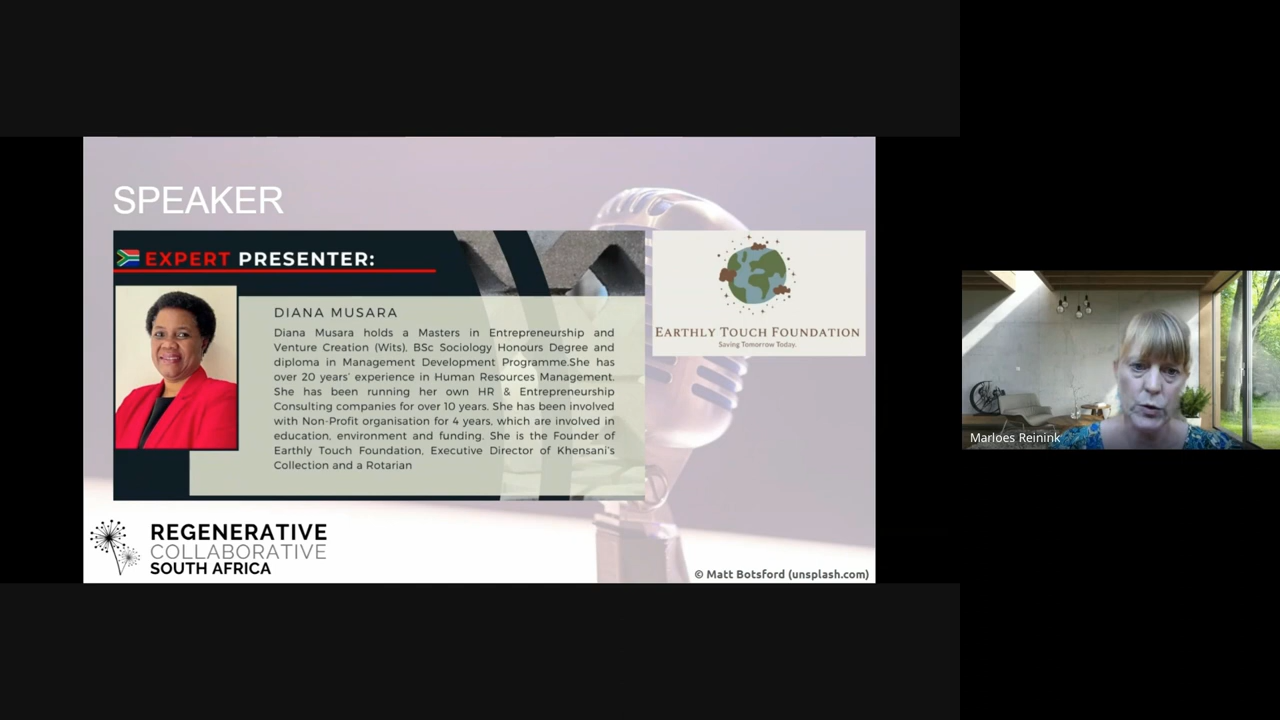 SPEAKER
EXPERT PRESENTER:
DIANA MUSARA
Diana Musara holds a Masters in Entrepreneurship and
Venture Creation (Wits), BSc Sociology Honours Degree and
diploma in Management Development Programme.She has
over 20 years' experience in Human Resources Management.
She has been running her own HR & Entrepreneurship
Consulting companies for over 10 years. She has been involved
with Non-Profit organisation for 4 years, which are involved in
education, environment and funding. She is the Founder of
Earthly Touch Foundation, Executive Director of Khensani's
Collection and a Rotarian
EARTHLY TOUCH FOUNDATION
Saving Tomorrow Today.
REGENERATIVE
COLLABORATIVE
SOUTH AFRICA
© Matt Botsford (unsplash.com)
Marloes Reinink